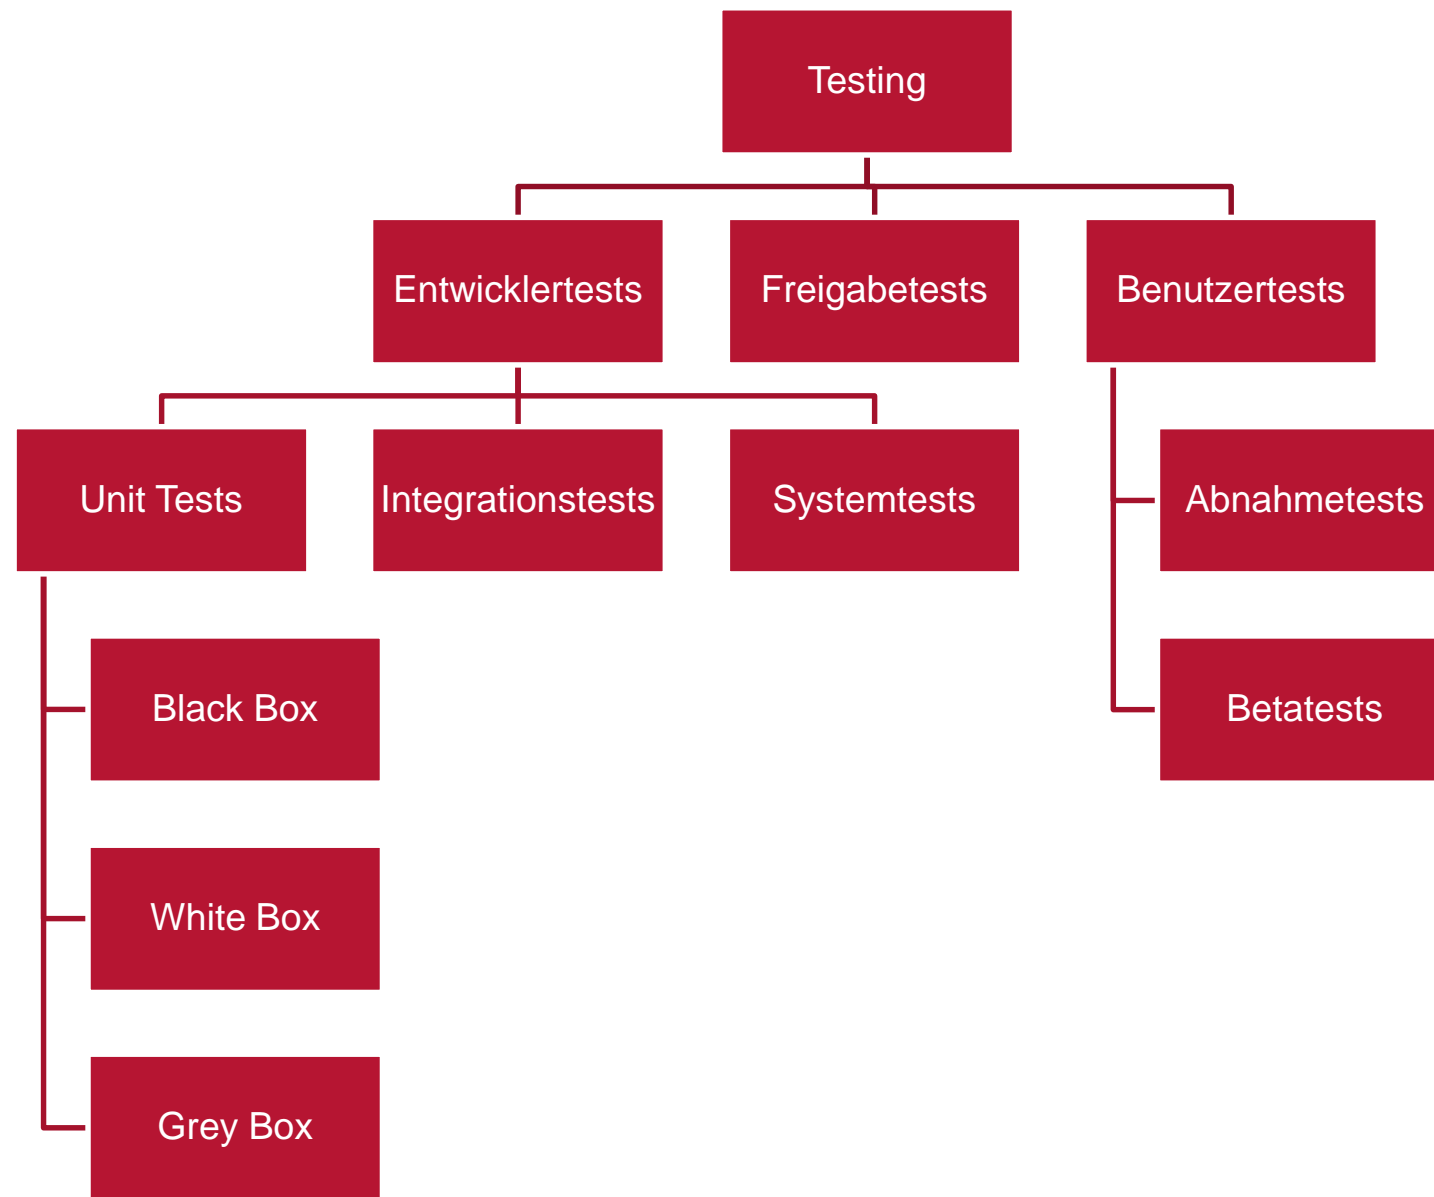 Testing
Entwicklertests
Freigabetests
Benutzertests
Unit Tests
Integrationstests
Systemtests
Abnahmetests
Black Box
Betatests
White Box
Grey Box